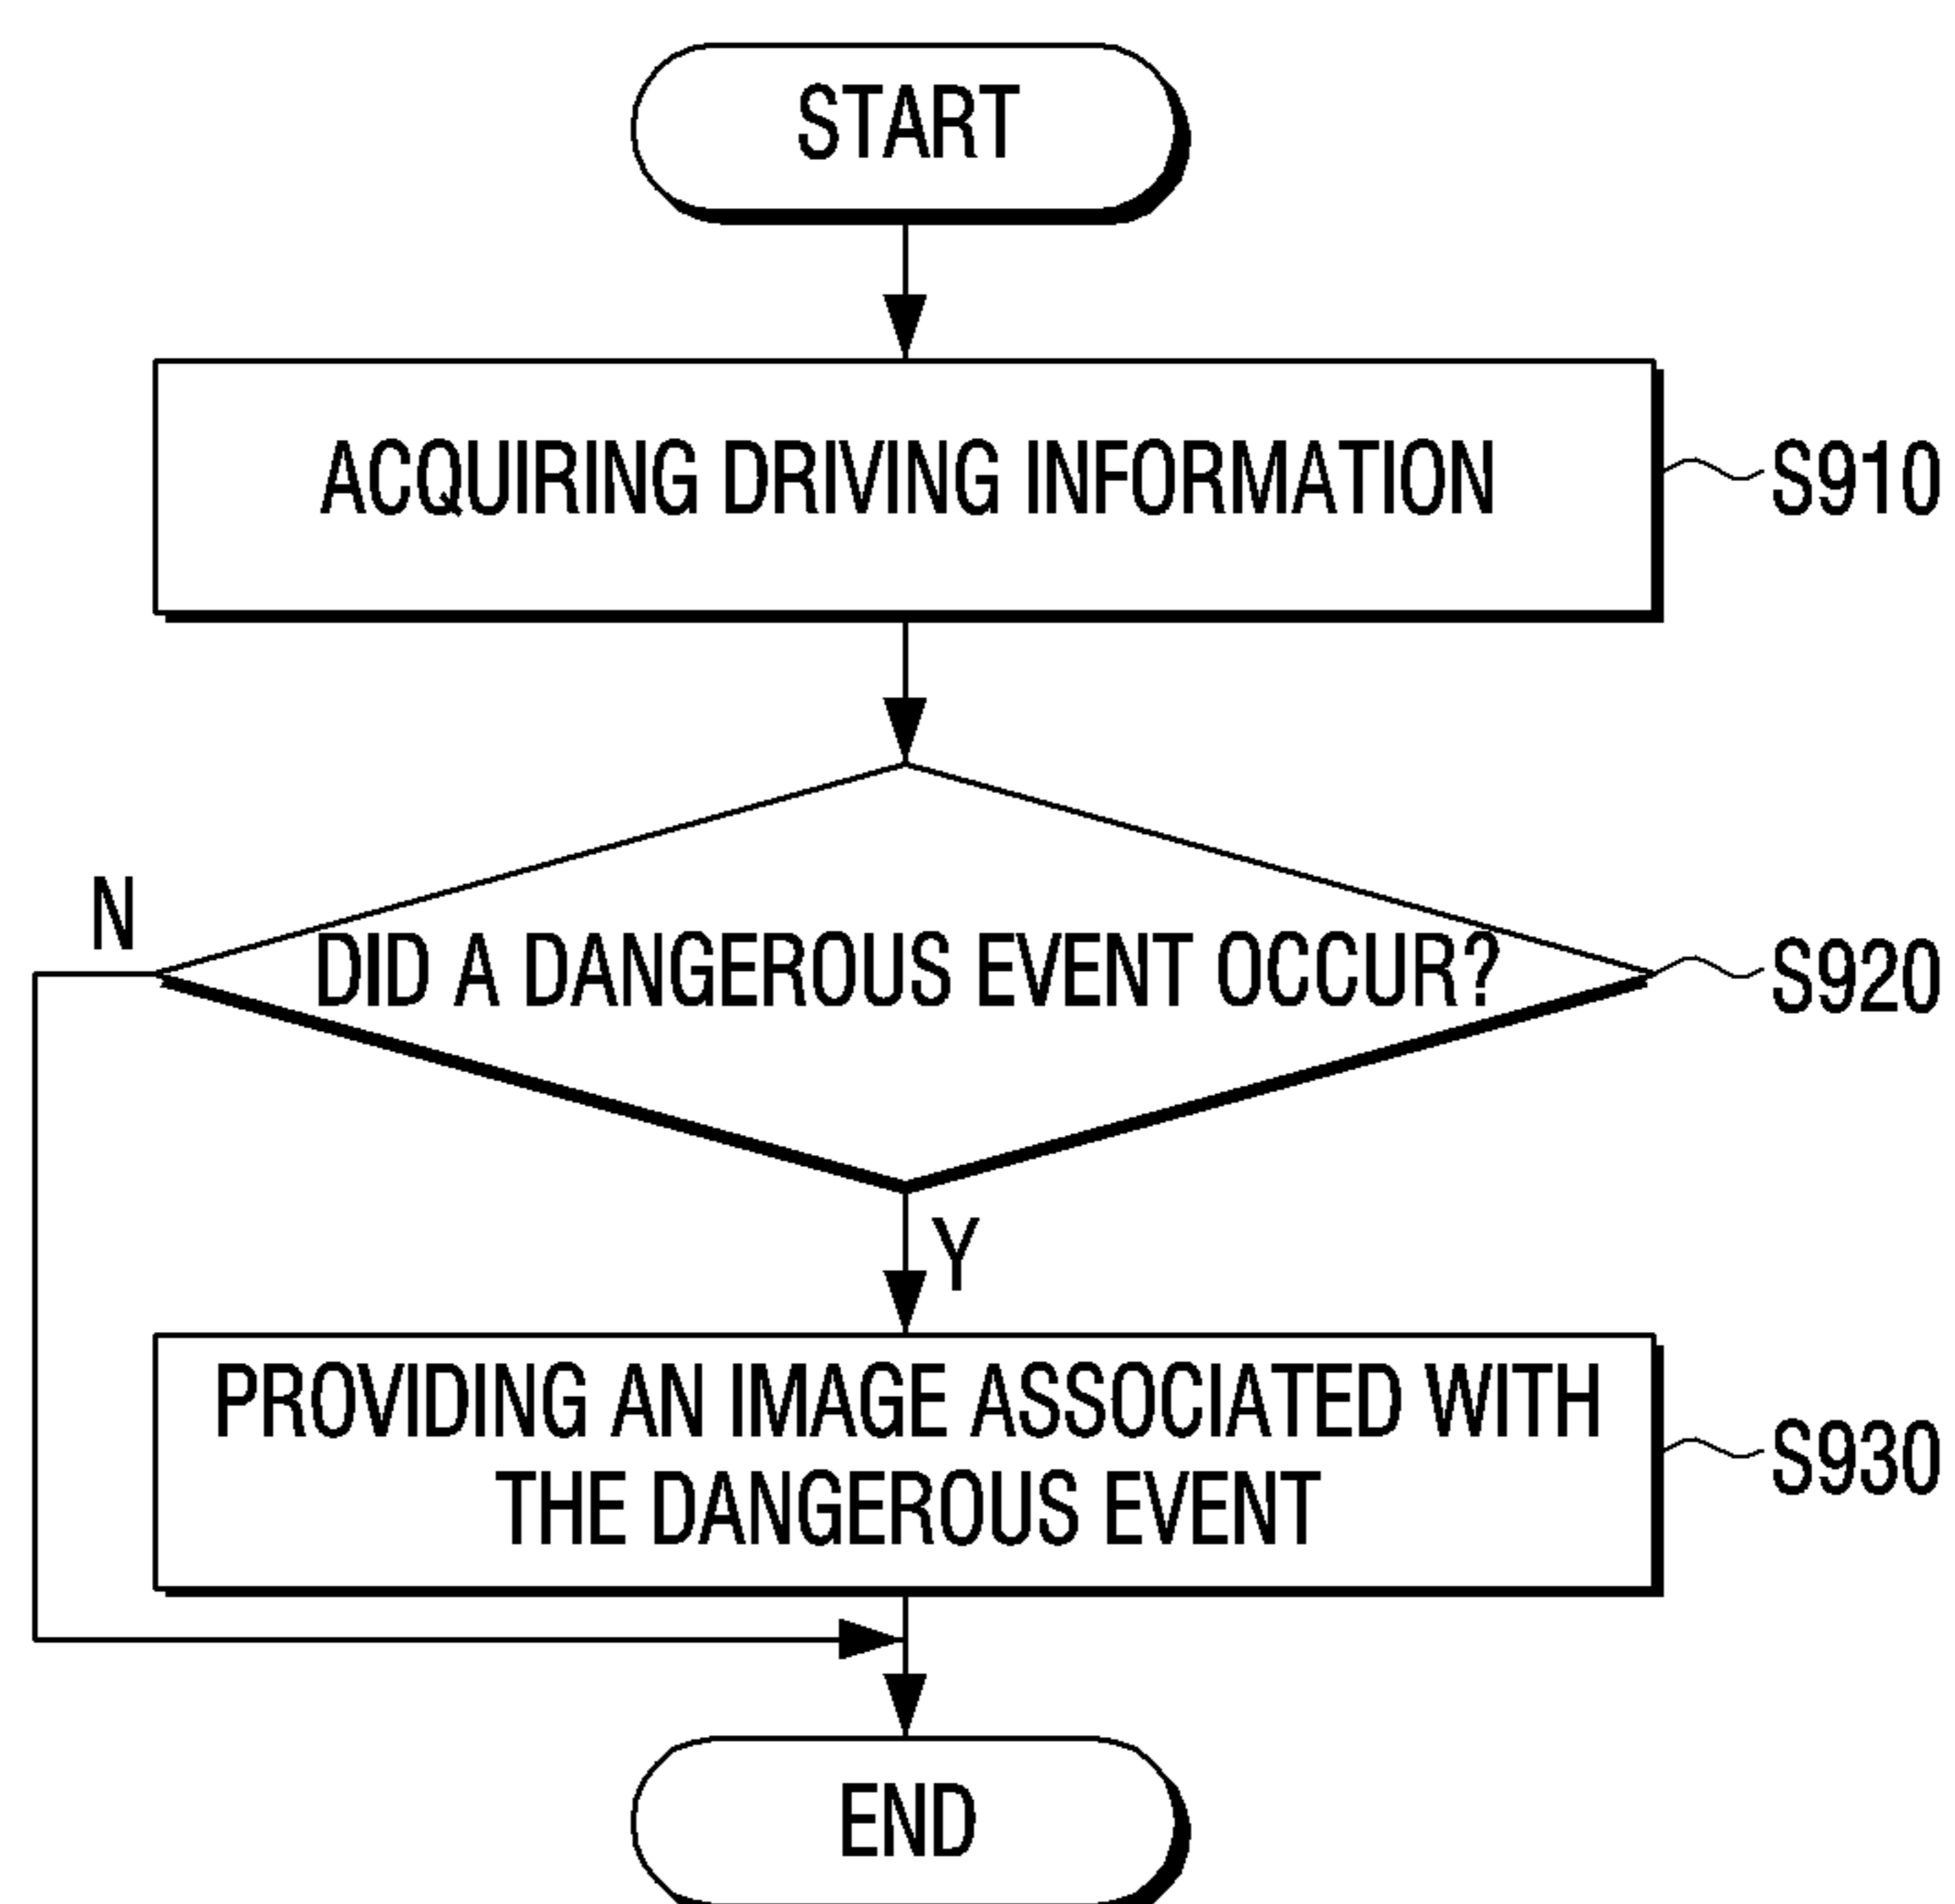 START
ACQUIRING DRIVING INFORMATION
S910
N
DID A DANGEROUS EVENT OCCUR?
S920
Y
PROVIDING AN IMAGE ASSOCIATED WITH
THE DANGEROUS EVENT
S930
END